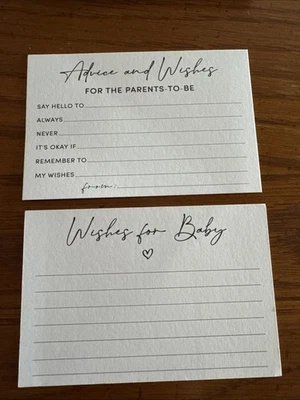 Advice and Wishes
FOR THE PARENTS-TO-BE
SAY HELLO TO
ALWAYS
NEVER
IT'S OKAY IF
REMEMBER TO
MY WISHES
from:
Wishes for Baby